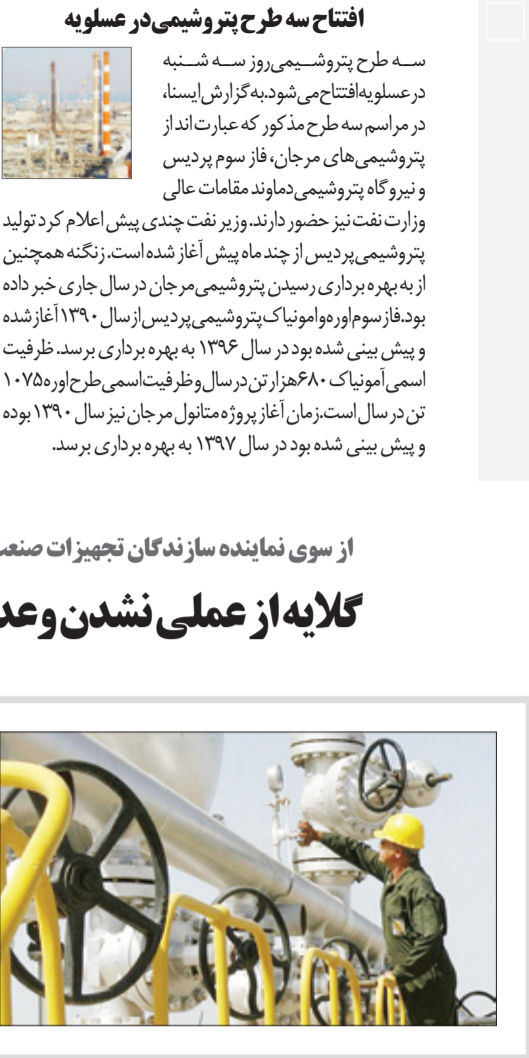 افتتاح سه طرح پتروشیمی در عسلویه
ســه طرح پتروشــیمی روز ســه شــنبه
در عسلویه افتتاح می شود. به گزارش ایسنا،
در مراسم سه طرح مذکور که عبارت اند از
پتروشیمی های مرجان، فاز سوم پردیس
و نیروگاه پتروشیمی دماوند مقامات عالی
وزارت نفت نیز حضور دارند. وزیر نفت چندی پیش اعلام کرد تولید
پتروشیمی پردیس از چند ماه پیش آغاز شده است. زنگنه همچنین
از به بهره برداری رسیدن پتروشیمی مرجان در سال جاری خبر داده
بود. فاز سوم اوره و امونیاک پتروشیمی پردیس از سال ۱۳۹۰ آغاز شده
و پیش بینی شده بود در سال ۱۳۹۶ به بهره برداری برسد. ظرفیت
اسمی آمونیاک ۶۸۰ هزار تن در سال و ظرفیت اسمی طرح اوره ۱۰۷۵
تن در سال است. زمان آغاز پروژه متانول مرجان نیز سال ۱۳۹۰ بوده
و پیش بینی شده بود در سال ۱۳۹۷ به بهره برداری برسد.
از سوی نماینده سازندگان تجهیزات
گلایه از عملی نشدن